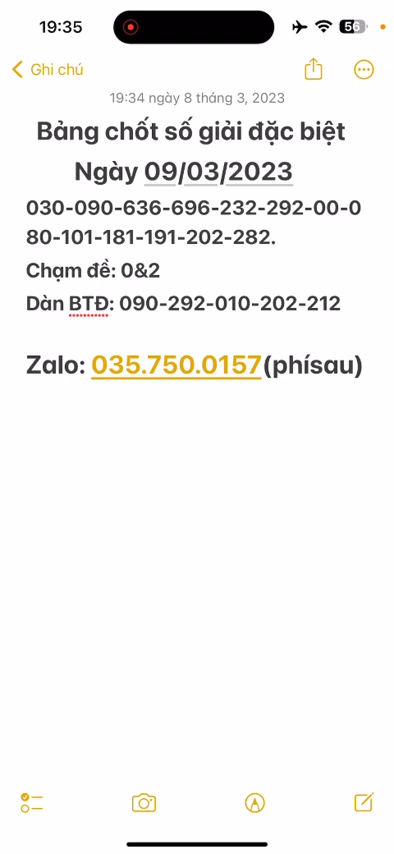 19:35
56
Ghi chú
19:34 ngày 8 tháng 3, 2023
Bảng chốt số giải đặc biệt
Ngày 09/03/2023
030-090-636-696-232-292-00-0
80-101-181-191-202-282.
Chạm đề: 0&2
Dàn BTĐ: 090-292-010-202-212
Zalo: 035.750.0157(phísau)